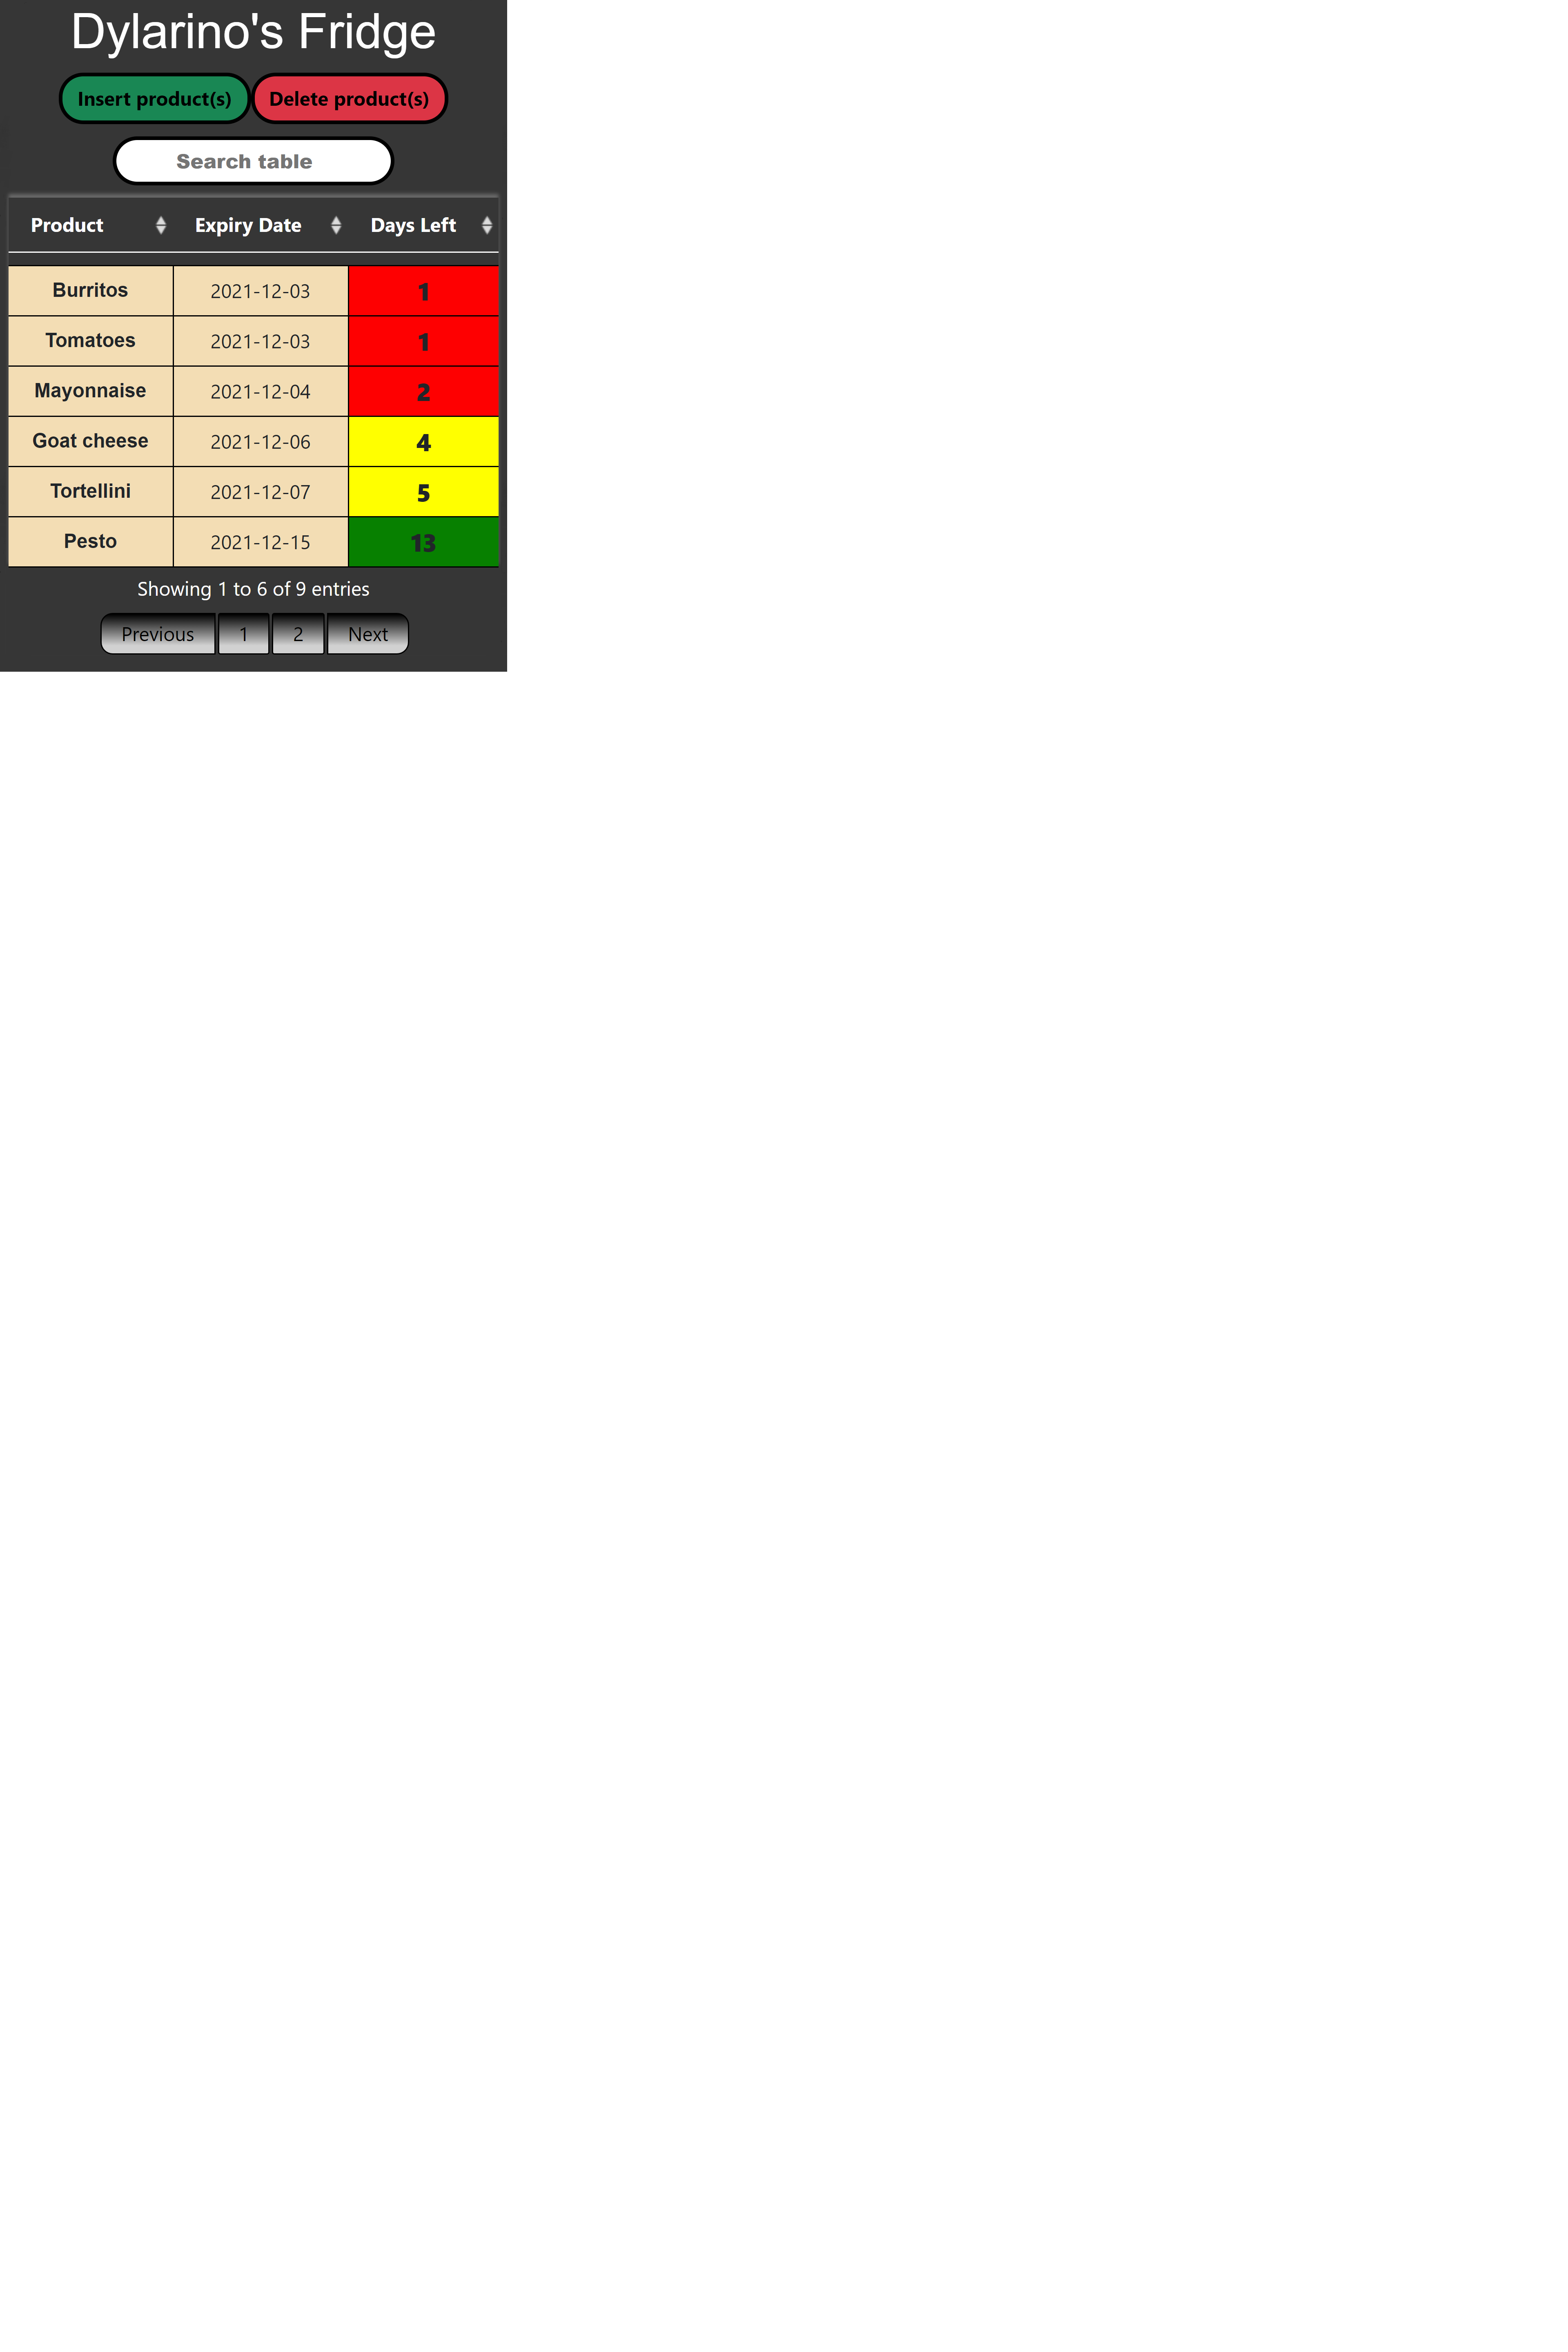 Dylarino's Fridge
Insert product(s) Delete product(s)
Search table
Product Expiry Date Days Left
Burritos 2021-12-03 1
Tomatoes 2021-12-03 1
Mayonnaise 2021-12-04 2
Goat cheese 2021-12-06 4
Tortellini 2021-12-07 5
Pesto 2021-12-15 13
Showing 1 to 6 of 9 entries
Previous 1 2 Next